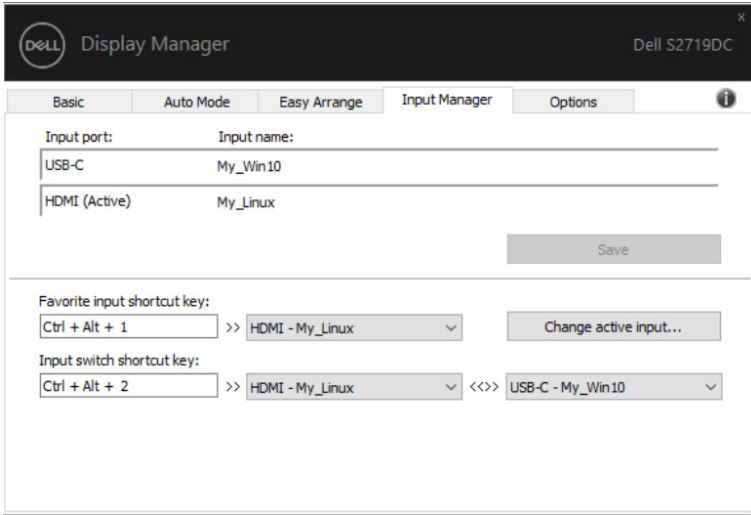 x
DELL Display Manager Dell S2719DC
Basic Auto Mode Easy Arrange Input Manager Options i
Input port: Input name:
USB-C My_Win10
HDMI (Active) My_Linux
Save
Favorite input shortcut key:
Ctrl + Alt + 1 >> HDMI - My_Linux Change active input...
Input switch shortcut key:
Ctrl + Alt + 2 >> HDMI - My_Linux <<>> USB-C - My_Win10